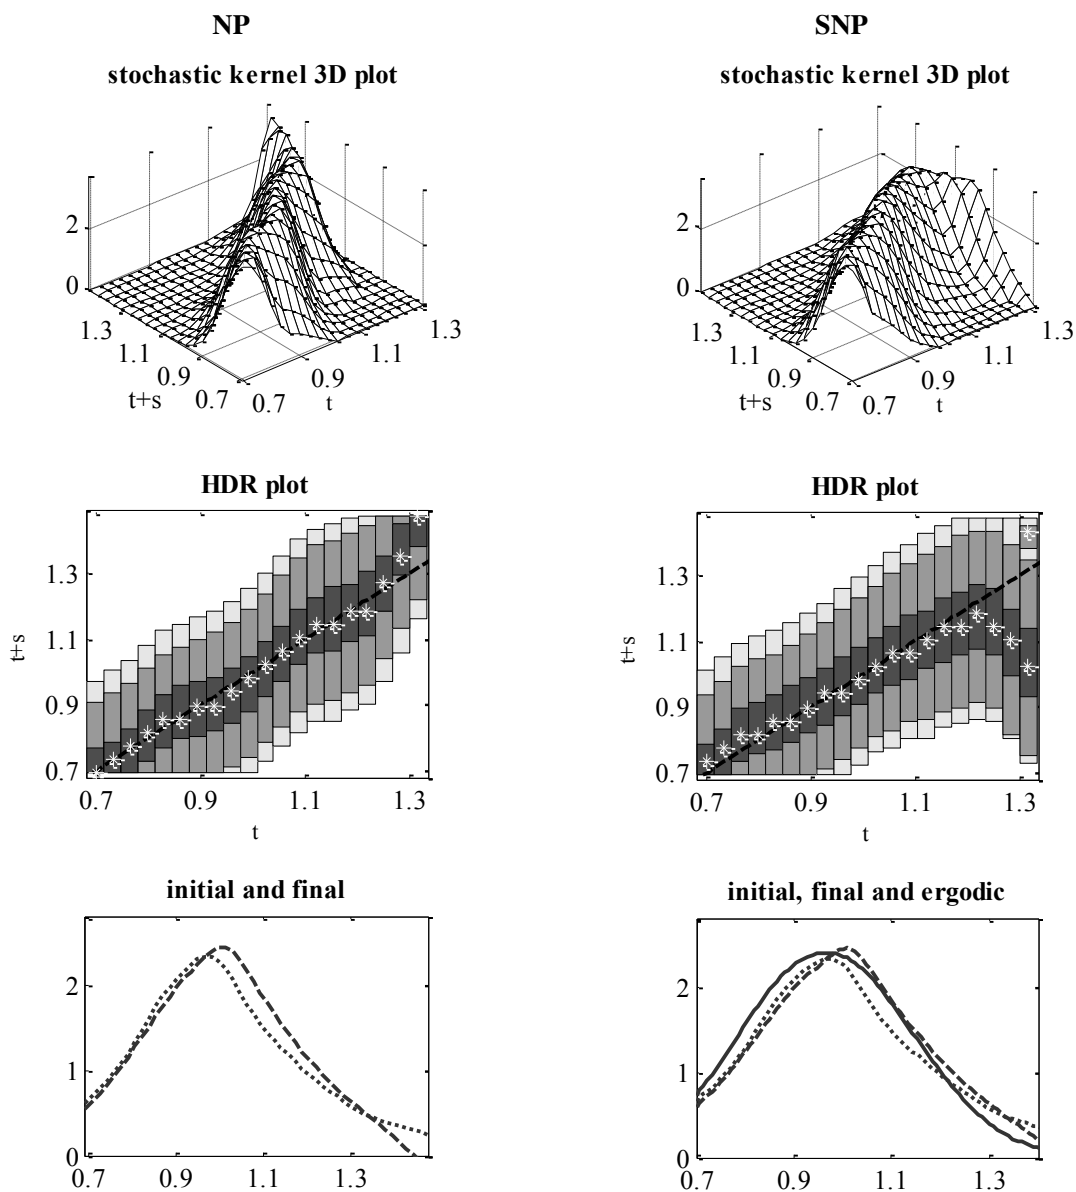 NP SNP
stochastic kernel 3D plot stochastic kernel 3D plot
2 2
0 0
1.3 1.3 1.3 1.3
1.1 1.1 1.1 1.1
0.9 0.9 0.9 0.9
t+s 0.7 0.7 t t+s 0.7 0.7 t
HDR plot HDR plot
1.3 1.3
t+s 1.1 t+s 1.1
0.9 0.9
0.7 0.7
0.7 0.9 1.1 1.3 0.7 0.9 1.1 1.3
t t
initial and final initial, final and ergodic
2 2
1 1
0 0
0.7 0.9 1.1 1.3 0.7 0.9 1.1 1.3